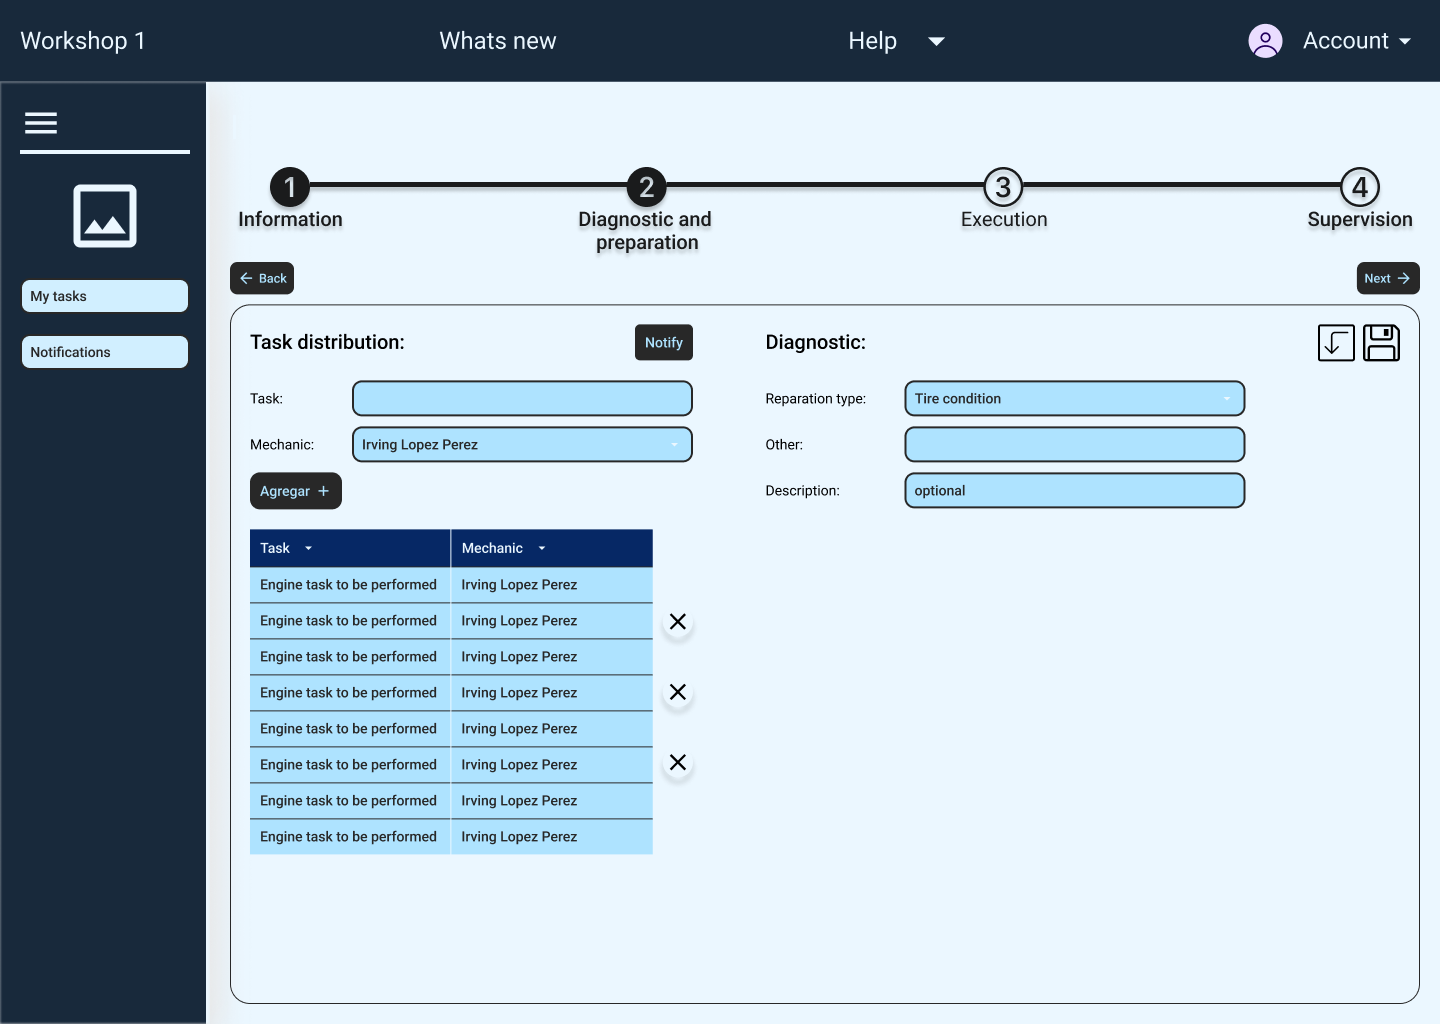 Workshop 1
Whats new
Help
Account
My tasks
Notifications
1
2
3
4
Information
Diagnostic and
preparation
Execution
Supervision
Back
Next
Task distribution:
Notify
Task:
Mechanic:
Irving Lopez Perez
Agregar +
Task
Mechanic
Engine task to be performed
Irving Lopez Perez
Engine task to be performed
Irving Lopez Perez
Engine task to be performed
Irving Lopez Perez
Engine task to be performed
Irving Lopez Perez
Engine task to be performed
Irving Lopez Perez
Engine task to be performed
Irving Lopez Perez
Engine task to be performed
Irving Lopez Perez
Engine task to be performed
Irving Lopez Perez
Diagnostic:
Reparation type:
Tire condition
Other:
Description:
optional